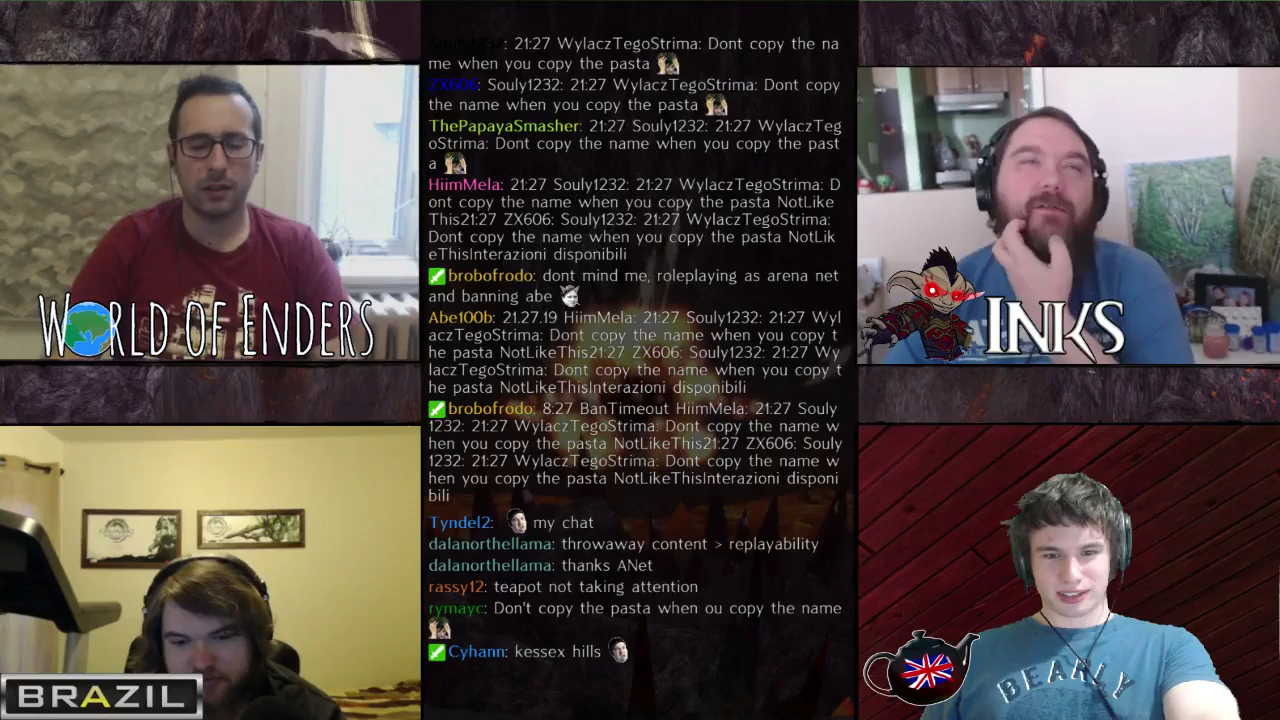 Souly1232: 21:27 WylaczTegoStrima: Dont copy the na
me when you copy the pasta
ZX606: Souly1232: 21:27 WylaczTegoStrima: Dont copy
the name when you copy the pasta
ThePapayaSmasher: 21:27 Souly1232: 21:27 WylaczTeg
oStrima: Dont copy the name when you copy the past
a
HiimMela: 21:27 Souly1232: 21:27 WylaczTegoStrima: D
ont copy the name when you copy the pasta NotLike
This21:27 ZX606: Souly1232: 21:27 WylaczTegoStrima:
Dont copy the name when you copy the pasta NotLik
eThisInterazioni disponibili
brobofrodo: dont mind me, roleplaying as arena net
and banning abe
Abe100b: 21.27.19 HiimMela: 21:27 Souly1232: 21:27 Wyl
aczTegoStrima: Dont copy the name when you copy t
he pasta NotLikeThis21:27 ZX606: Souly1232: 21:27 Wy
laczTegoStrima: Dont copy the name when you copy t
he pasta NotLikeThisInterazioni disponibili
brobofrodo: 8:27 BanTimeout HiimMela: 21:27 Souly
1232: 21:27 WylaczTegoStrima: Dont copy the name w
hen you copy the pasta NotLikeThis21:27 ZX606: Souly
1232: 21:27 WylaczTegoStrima: Dont copy the name w
hen you copy the pasta NotLikeThisInterazioni disponi
bili
Tyndel2: my chat
dalanorthellama: throwaway content > replayability
dalanorthellama: thanks ANet
rassy12: teapot not taking attention
rymayc: Don't copy the pasta when ou copy the name
Cyhann: kessex hills
WORLD OF ENDERS
INKS
BRAZIL
BEARLY